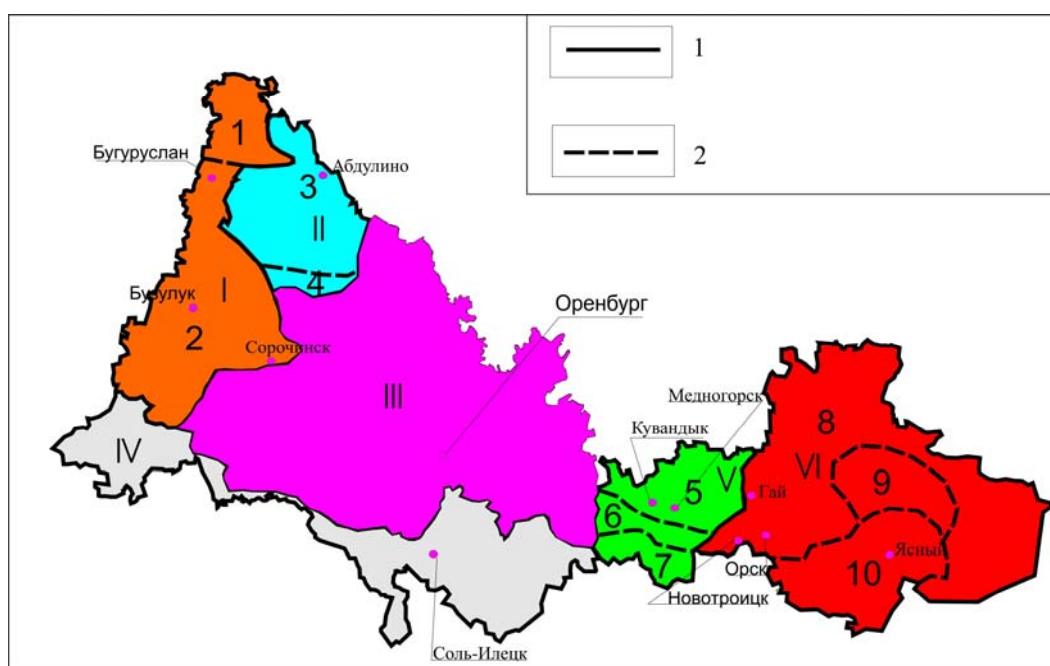 1
2
1
Бугуруслан
Абдулино
3
II
4
Бузулук
I
2
Сорочинск
Оренбург
III
IV
Медногорск
Кувандык
8
V
VI
5
9
Гай
6
7
Орск
Ясный
10
Новотроицк
Соль-Илецк